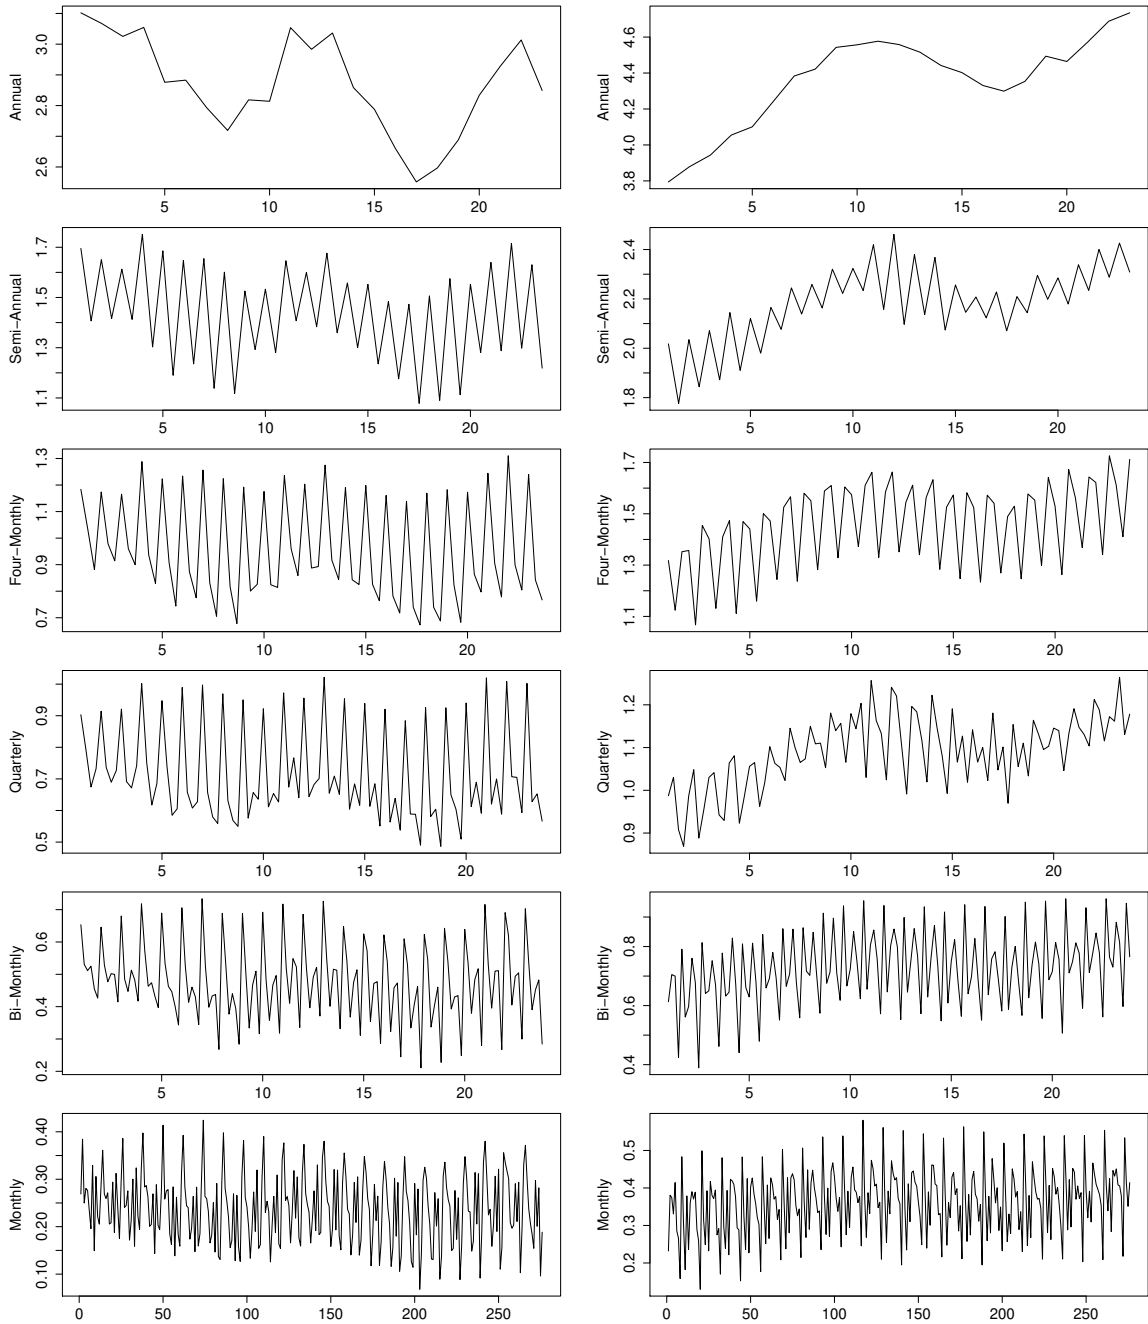 Annual
2.6 2.8 3.0
5 10 15 20
Annual
3.8 4.0 4.2 4.4 4.6
5 10 15 20
Semi−Annual
1.1 1.3 1.5 1.7
5 10 15 20
Semi−Annual
1.8 2.0 2.2 2.4
5 10 15 20
Four−Monthly
0.7 0.9 1.1 1.3
5 10 15 20
Four−Monthly
1.1 1.3 1.5 1.7
5 10 15 20
Quarterly
0.5 0.7 0.9
5 10 15 20
Quarterly
0.9 1.0 1.1 1.2
5 10 15 20
Bi−Monthly
0.2 0.4 0.6
5 10 15 20
Bi−Monthly
0.4 0.6 0.8
5 10 15 20
Monthly
0.10 0.20 0.30 0.40
0 50 100 150 200 250
Monthly
0.2 0.3 0.4 0.5
0 50 100 150 200 250